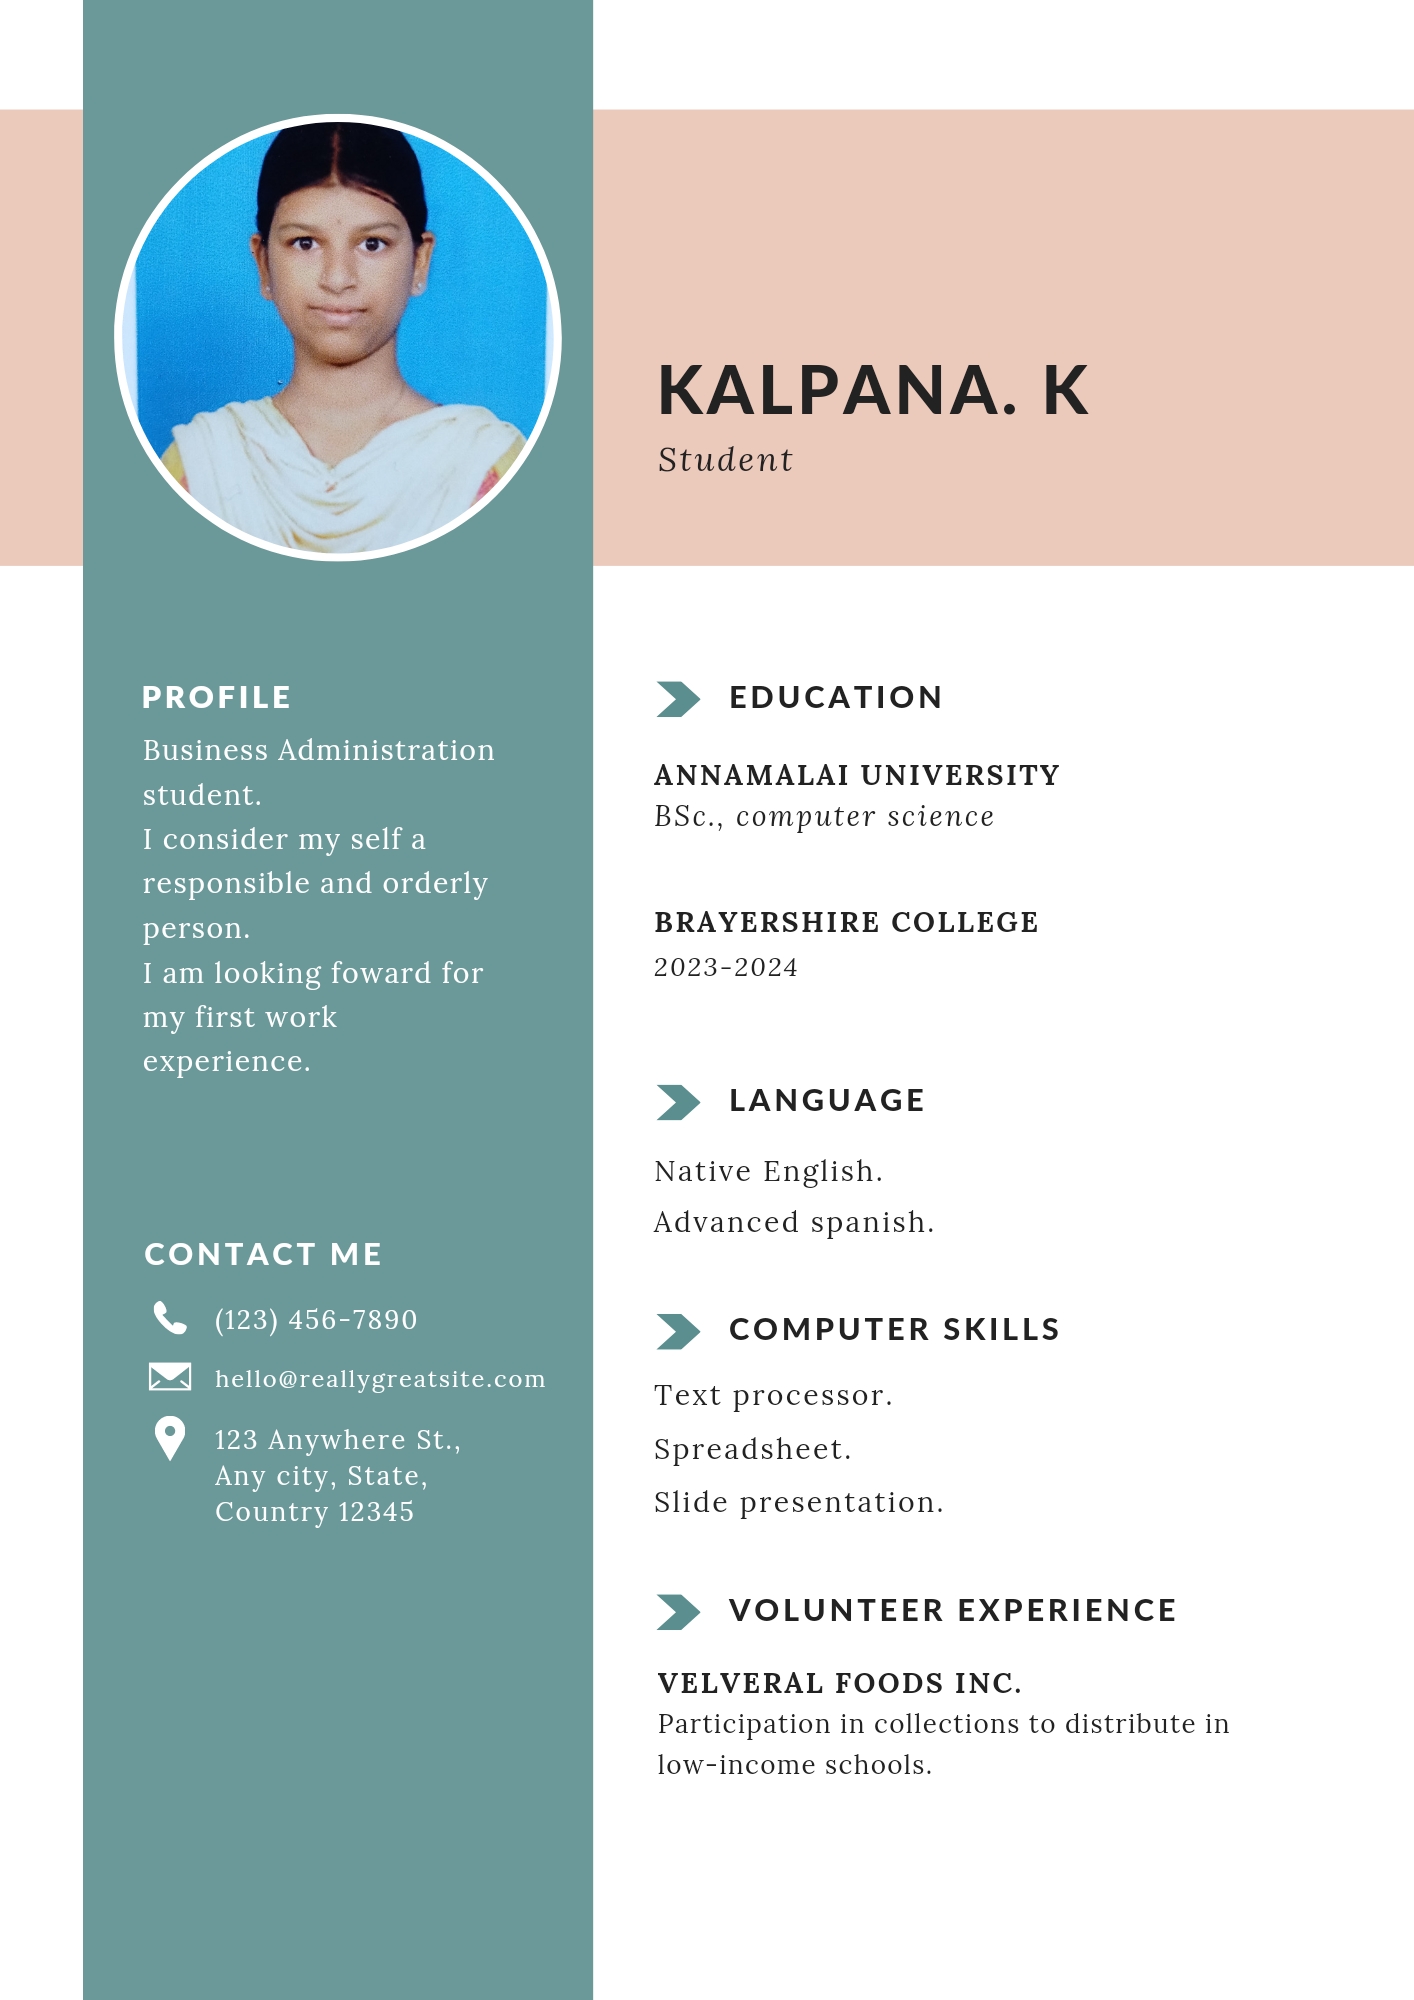 KALPANA. K
Student
PROFILE
Business Administration
student.
I consider my self a
responsible and orderly
person.
I am looking foward for
my first work
experience.
CONTACT ME
(123) 456-7890
hello@reallygreatsite.com
123 Anywhere St.,
Any city, State,
Country 12345
EDUCATION
ANNAMALAI UNIVERSITY
BSc., computer science
BRAYERSHIRE COLLEGE
2023-2024
LANGUAGE
Native English.
Advanced spanish.
COMPUTER SKILLS
Text processor.
Spreadsheet.
Slide presentation.
VOLUNTEER EXPERIENCE
VELVERAL FOODS INC.
Participation in collections to distribute in
low-income schools.